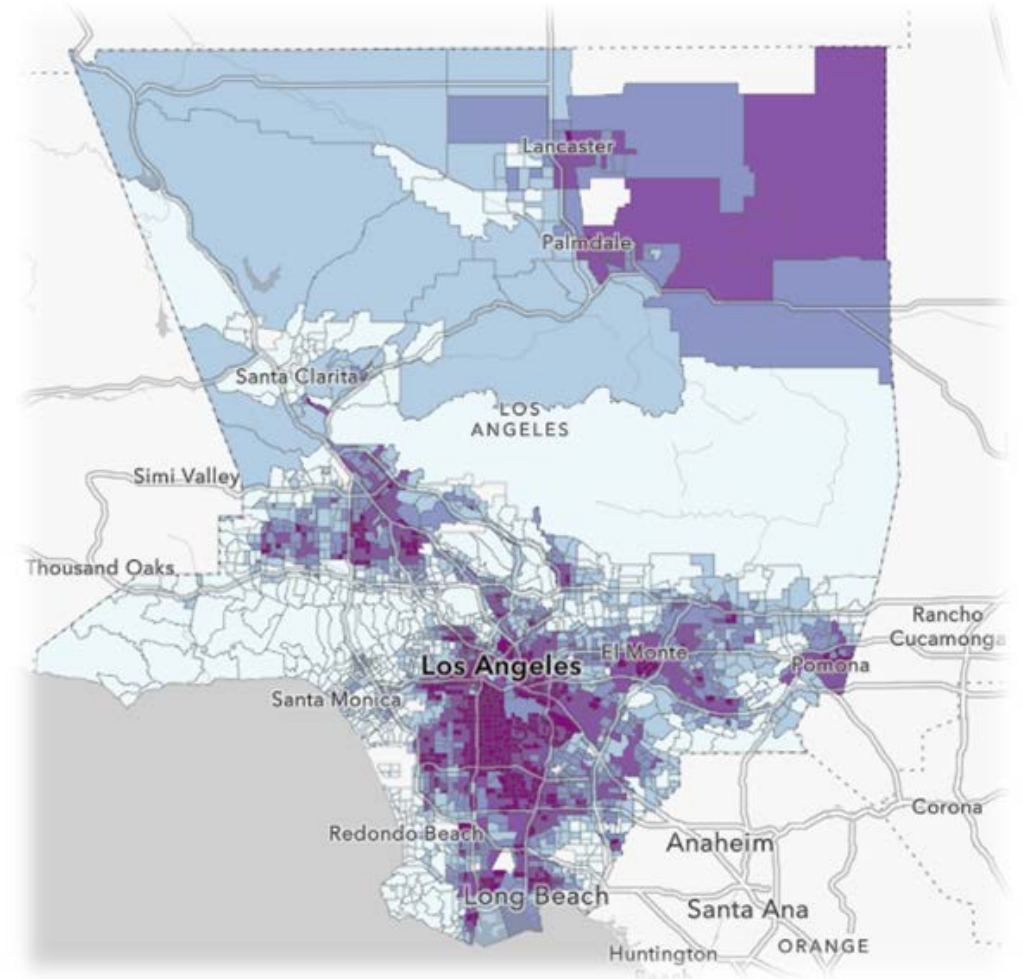 Lancaster
Palmdale
Santa Clarita
LOS
ANGELES
Simi Valley
Thousand Oaks
Rancho
Cucamonga
El Monte
Los Angeles
Pomona
Santa Monica
Corona
Redondo Beach
Anaheim
Long Beach
Santa Ana
ORANGE
Huntington
Beach